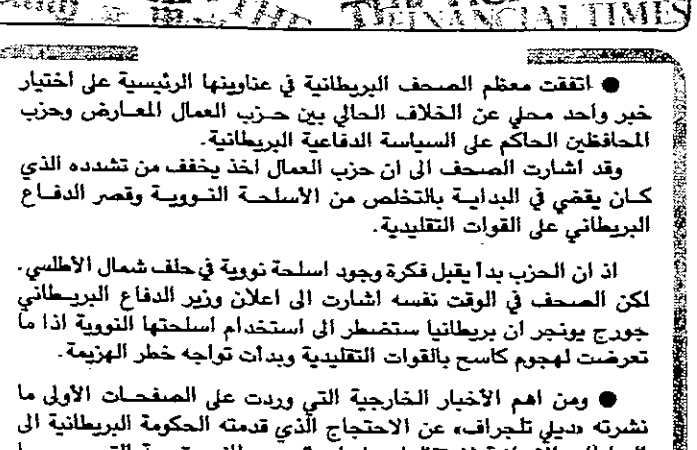 THE FINANCIAL TIMES
● اتفقت معظم الصحف البريطانية في عناوينها الرئيسية على اختيار
خبر واحد محلي عن الخلاف الحالي بين حزب العمال المعارض وحزب
المحافظين الحاكم على السياسة الدفاعية البريطانية.
وقد اشارت الصحف الى ان حزب العمال اخذ يخفف من تشدده الذي
كان يقضي في البداية بالتخلص من الأسلحة النووية وقصر الدفاع
البريطاني على القوات التقليدية.
اذ ان الحزب بدأ يقبل فكرة وجود اسلحة نووية في حلف شمال الأطلسي.
لكن الصحف في الوقت نفسه اشارت الى اعلان وزير الدفاع البريطاني
جورج يونجر ان بريطانيا ستضطر الى استخدام اسلحتها النووية اذا ما
تعرضت لهجوم كاسح بالقوات التقليدية وبدأت تواجه خطر الهزيمة.
● ومن اهم الأخبار الخارجية التي وردت على الصفحات الأولى ما
نشرته «ديلي تلجراف» عن الاحتجاج الذي قدمته الحكومة البريطانية الى